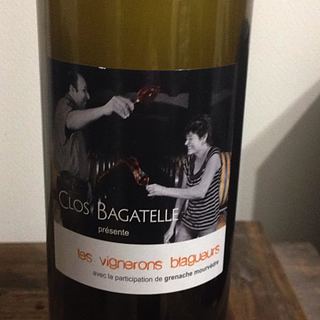 CLOS BAGATELLE
présente
les vignerons blagueurs
avec la participation de grenache mourvèdre